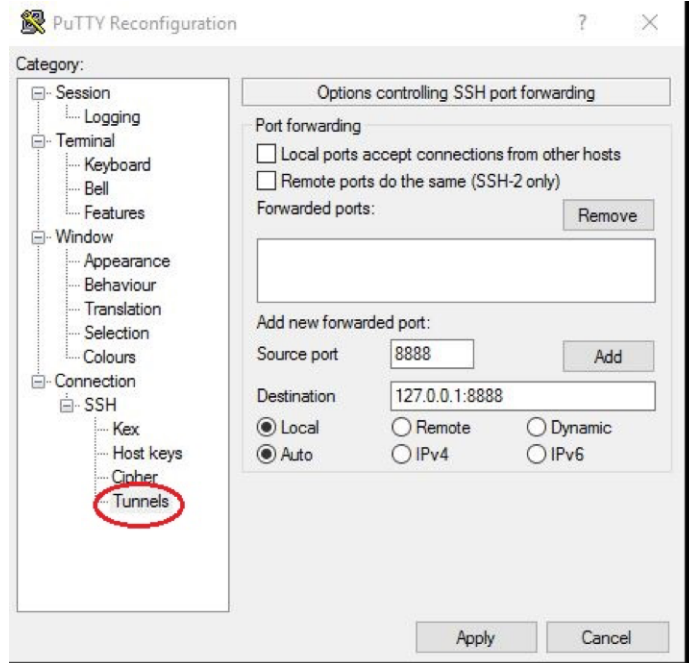 PuTTY Reconfiguration
Category:
Session
Logging
Terminal
Keyboard
Bell
Features
Window
Appearance
Behaviour
Translation
Selection
Colours
Connection
SSH
Kex
Host keys
Cipher
Tunnels
Options controlling SSH port forwarding
Port forwarding
Local ports accept connections from other hosts
Remote ports do the same (SSH-2 only)
Forwarded ports:
Remove
Add new forwarded port:
Source port 8888 Add
Destination 127.0.0.1:8888
Local Remote Dynamic
Auto IPv4 IPv6
Apply Cancel